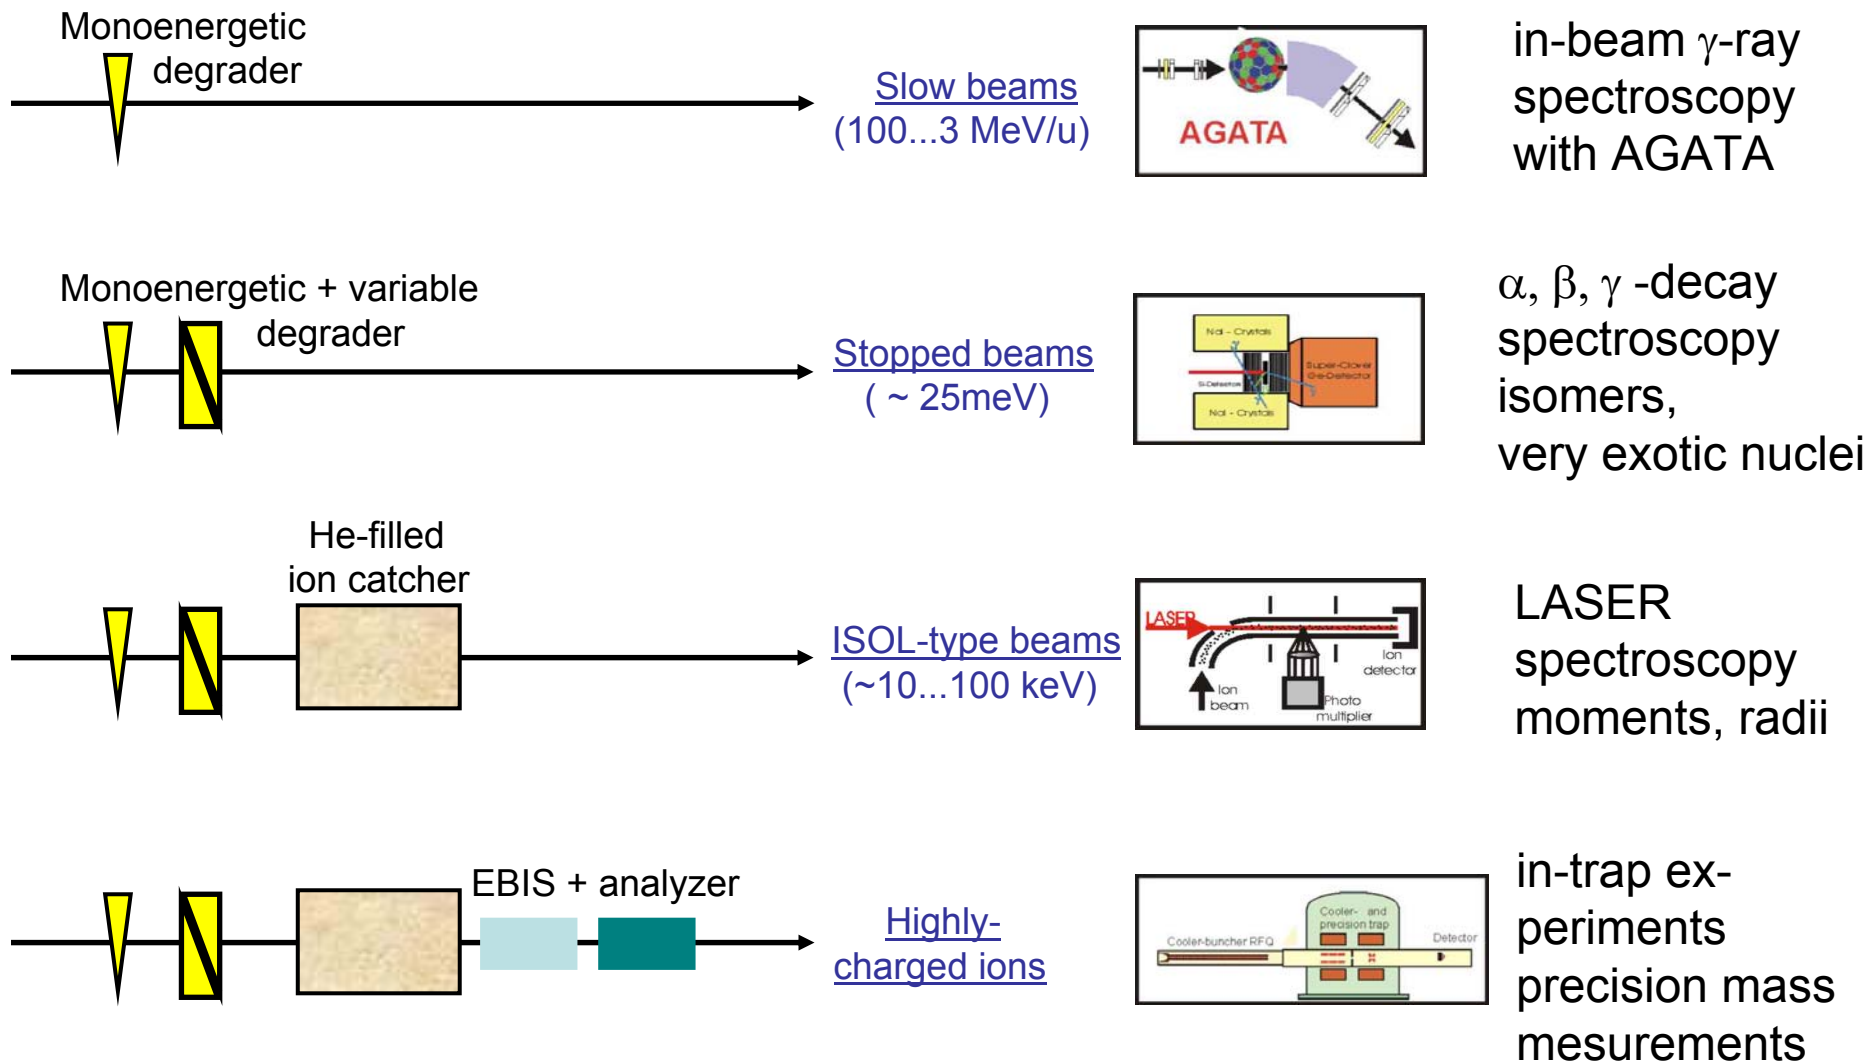 Monoenergetic
degrader
Slow beams
(100...3 MeV/u)
AGATA
in-beam γ-ray
spectroscopy
with AGATA
Monoenergetic + variable
degrader
Stopped beams
( ~ 25meV)
NaI - Crystals
Si-Detectors
Super-Clover
Ge-Detector
NaI - Crystals
α, β, γ -decay
spectroscopy
isomers,
very exotic nuclei
He-filled
ion catcher
ISOL-type beams
(~10...100 keV)
LASER
Ion
beam
Photo
multiplier
Ion
detector
LASER
spectroscopy
moments, radii
EBIS + analyzer
Highly-
charged ions
Cooler-buncher RFQ
Cooler- and
precision trap
Detector
in-trap ex-
periments
precision mass
mesurements